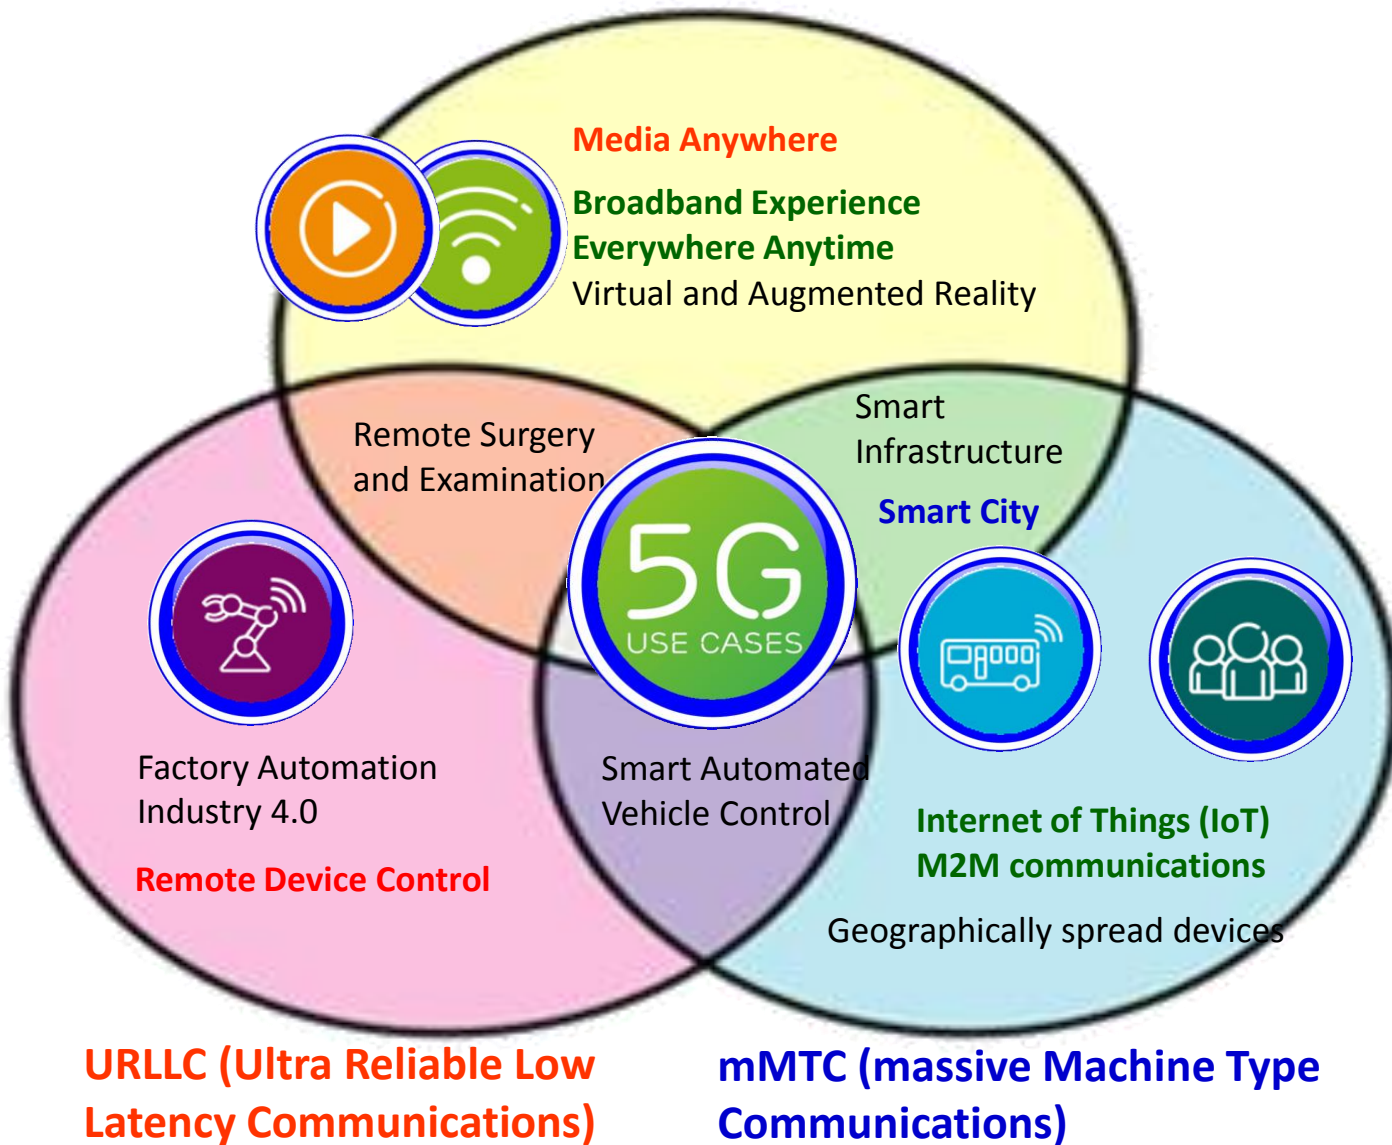 Media Anywhere
Broadband Experience
Everywhere Anytime
Virtual and Augmented Reality
Remote Surgery
and Examination
Smart
Infrastructure
Smart City
5G
USE CASES
Factory Automation
Industry 4.0
Remote Device Control
Smart Automated
Vehicle Control
Internet of Things (IoT)
M2M communications
Geographically spread devices
URLLC (Ultra Reliable Low
Latency Communications)
mMTC (massive Machine Type
Communications)